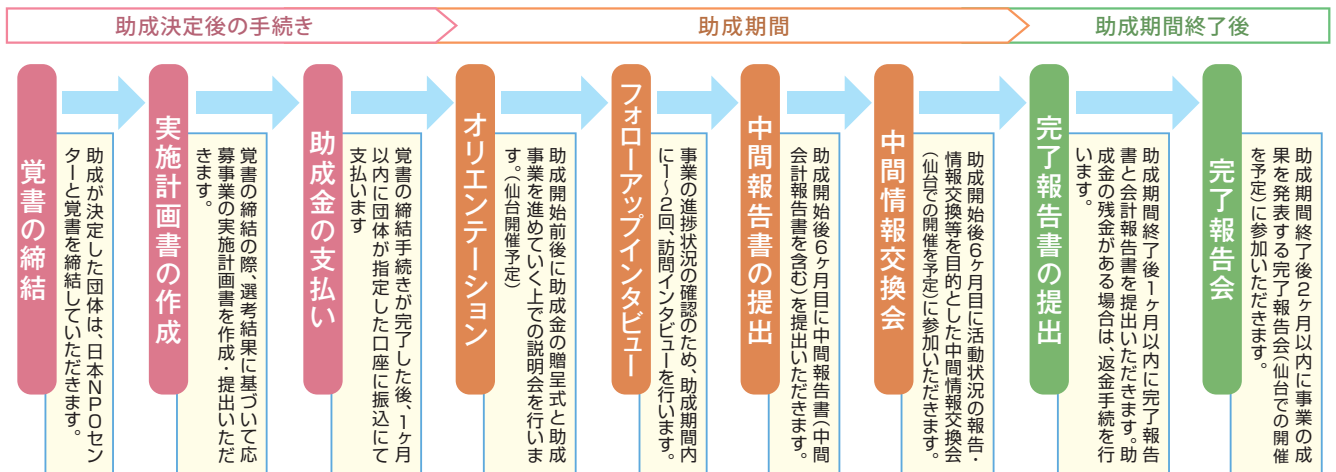 助成決定後の手続き
助成期間
助成期間終了後
覚書の締結
助成が決定した団体は、日本NPOセン
ターと覚書を締結していただきます。
実施計画書の作成
覚書の締結の際、選考結果に基づいて応
募事業の実施計画書を作成・提出いただ
きます。
助成金の支払い
覚書の締結手続きが完了した後、1ヶ月
以内に団体が指定した口座に振込にて
支払います
オリエンテーション
助成開始前後に助成金の贈呈式と助成
事業を進めていく上での説明会を行いま
す。(仙台開催予定)
フォローアップインタビュー
事業の進捗状況の確認のため、助成期間内
に1~2回、訪問インタビューを行います。
中間報告書の提出
助成開始後6ヶ月目に中間報告書(中間
会計報告書を含む)を提出いただきます。
中間情報交換会
助成開始後6ヶ月目に活動状況の報告・
情報交換等を目的とした中間情報交換会
(仙台での開催を予定)に参加いただきます。
完了報告書の提出
助成期間終了後1ヶ月以内に完了報告
書と会計報告書を提出いただきます。助
成金の残金がある場合は、返金手続を行
います。
完了報告会
助成期間終了後2ヶ月以内に事業の成
果を発表する完了報告会(仙台での開催
を予定)に参加いただきます。